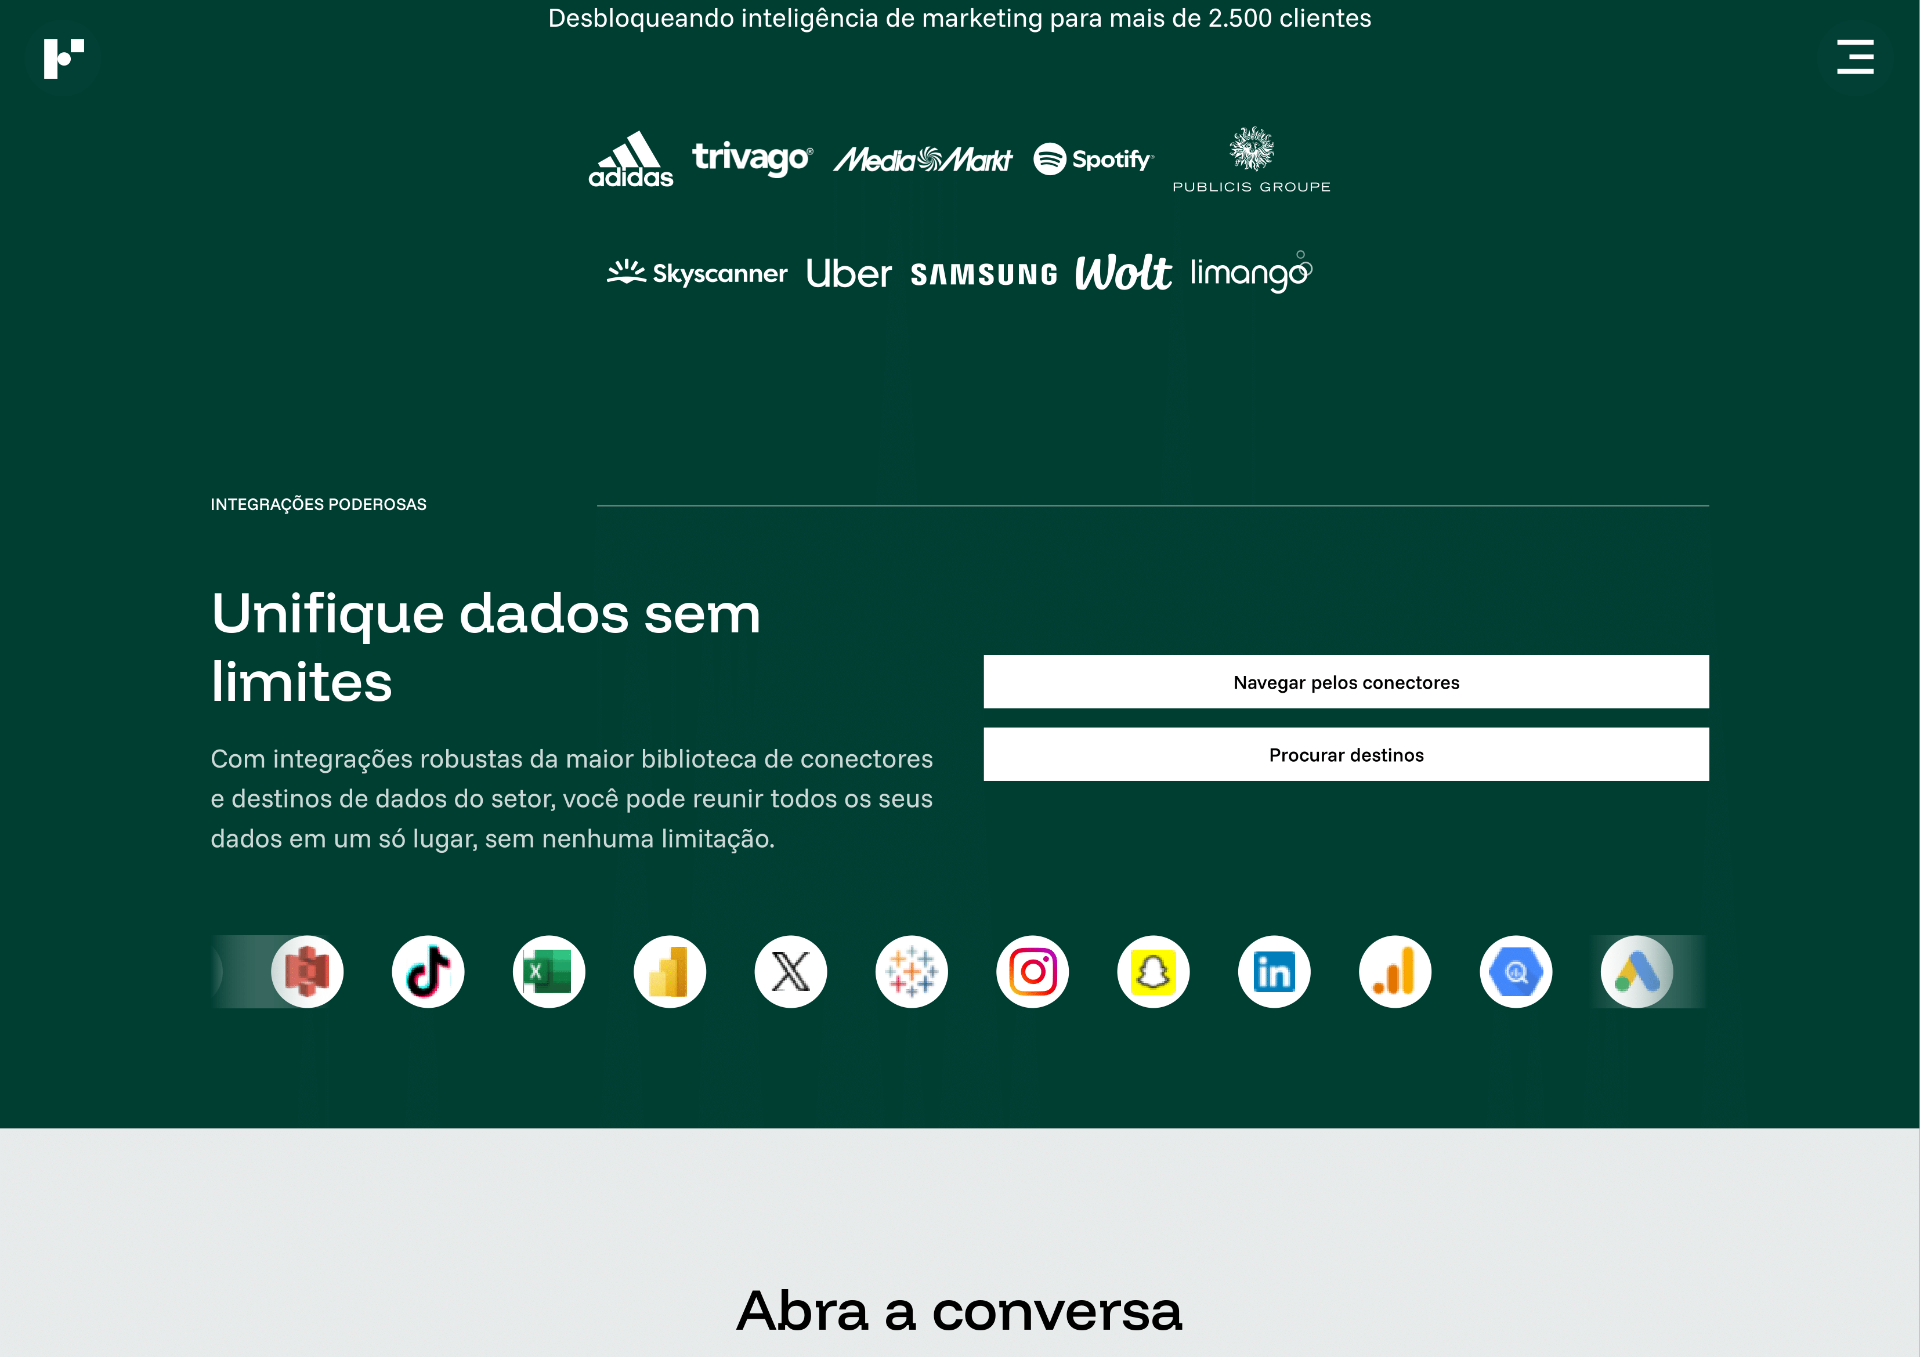 Desbloqueando inteligência de marketing para mais de 2.500 clientes
adidas trivago® MediaMarkt Spotify PUBLICIS GROUPE
Skyscanner Uber SAMSUNG Wolt limango
INTEGRAÇÕES PODEROSAS
Unifique dados sem
limites
Com integrações robustas da maior biblioteca de conectores
e destinos de dados do setor, você pode reunir todos os seus
dados em um só lugar, sem nenhuma limitação.
Navegar pelos conectores
Procurar destinos
X
in
Abra a conversa